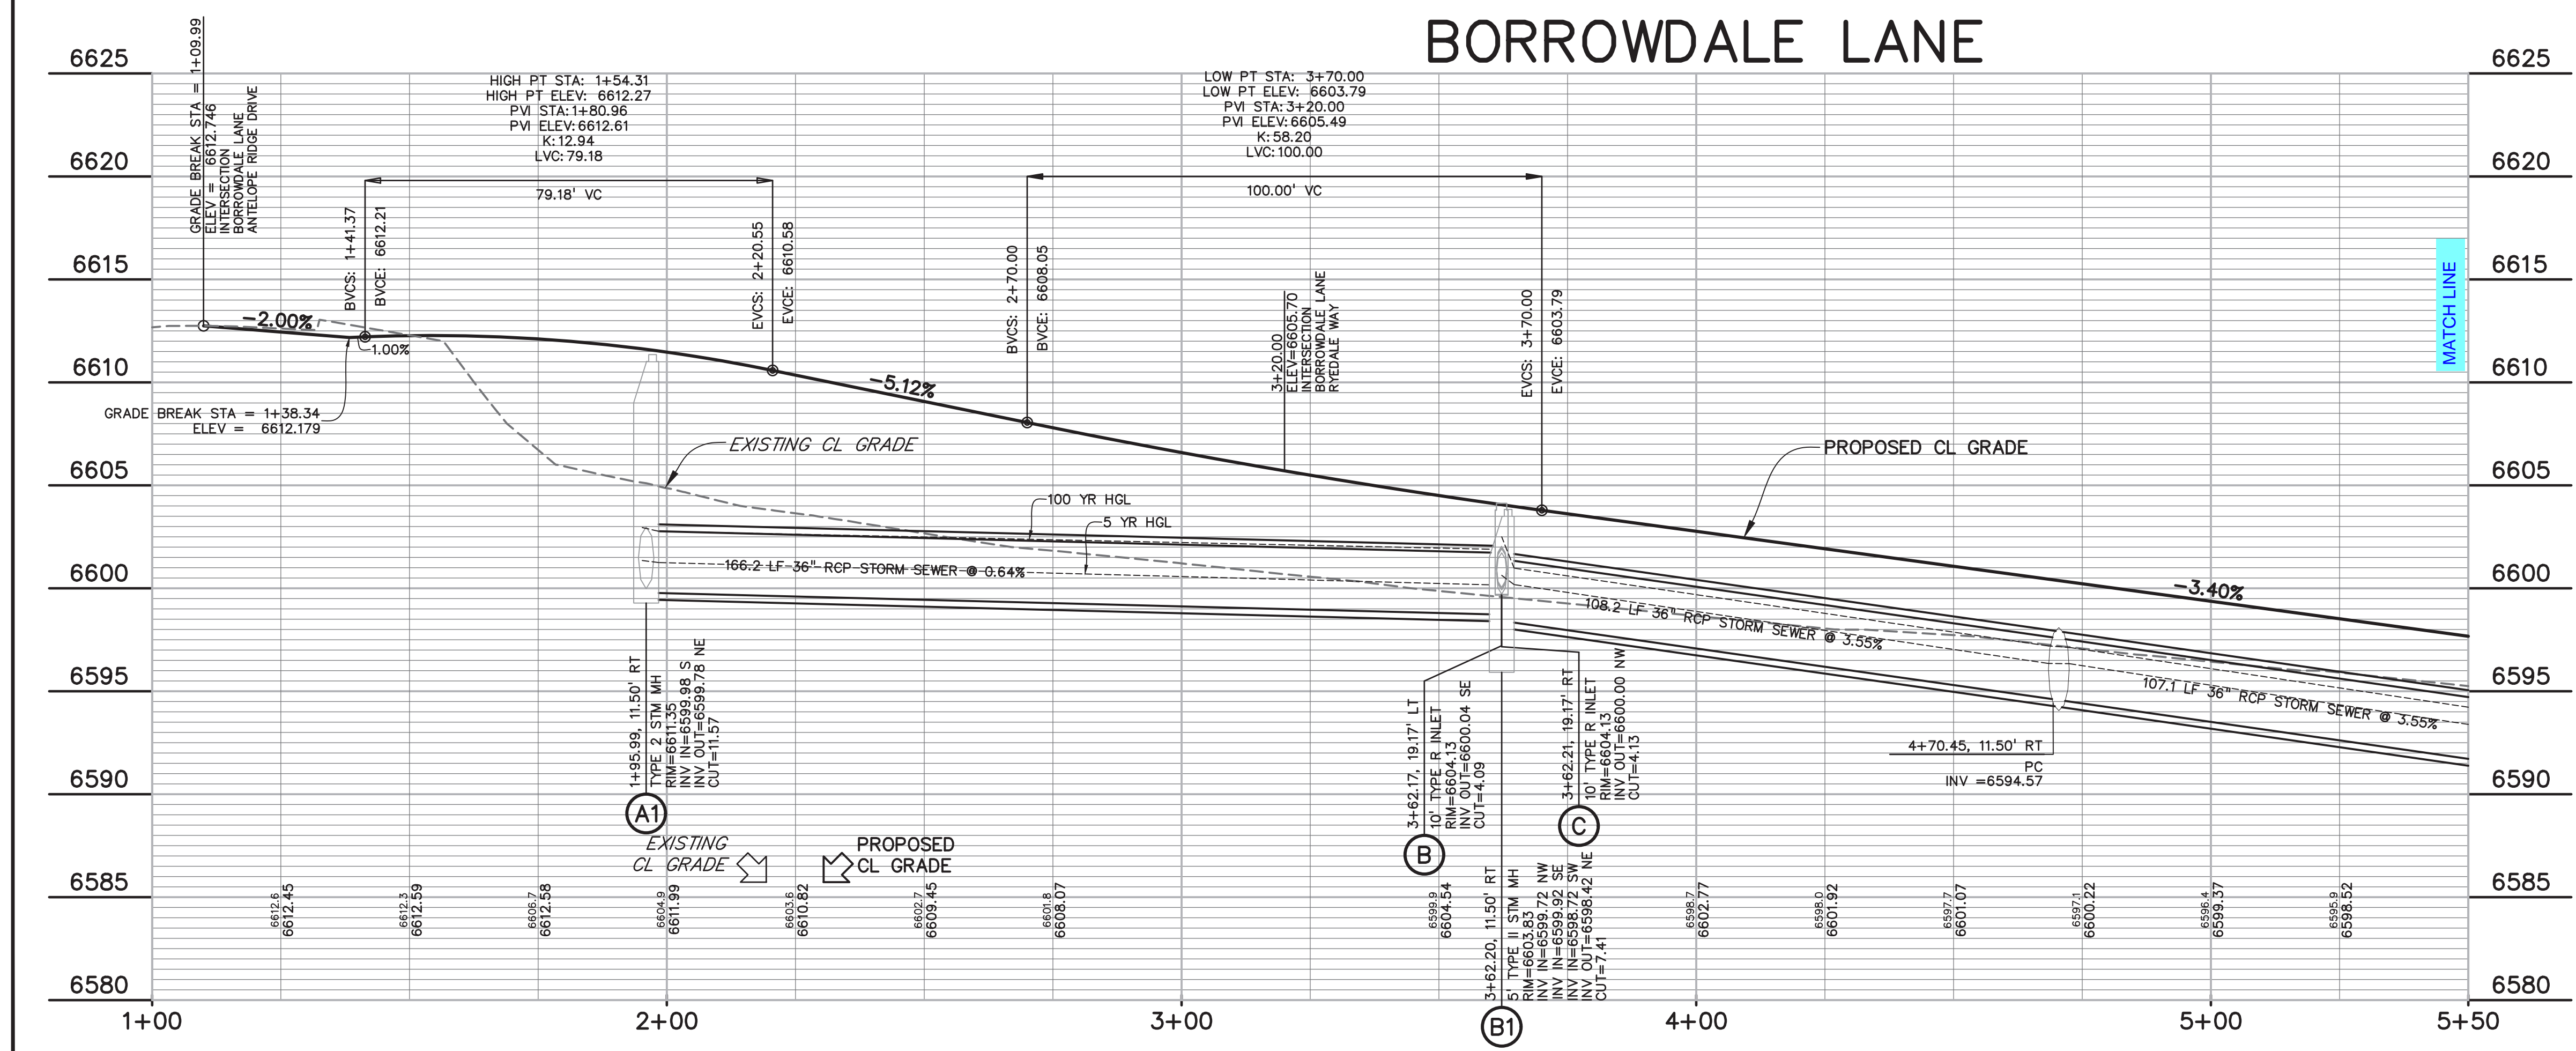 BORROWDALE LANE
6625
6620
6615
6610
6605
6600
6595
6590
6585
6580
6625
6620
6615
6610
6605
6600
6595
6590
6585
6580
GRADE BREAK STA = 1+09.99
ELEV = 6612.746
INTERSECTION
BORROWDALE LANE
ANTELOPE RIDGE DRIVE
HIGH PT STA: 1+54.31
HIGH PT ELEV: 6612.27
PVI STA:1+80.96
PVI ELEV:6612.61
K:12.94
LVC:79.18
79.18' VC
BVCS: 1+41.37
BVCE: 6612.21
EVCS: 2+20.55
EVCE: 6610.58
LOW PT STA: 3+70.00
LOW PT ELEV: 6603.79
PVI STA:3+20.00
PVI ELEV:6605.49
K:58.20
LVC:100.00
100.00' VC
BVCS: 2+70.00
BVCE: 6608.05
3+20.00
ELEV=6605.70
INTERSECTION
BORROWDALE LANE
RYEDALE WAY
EVCS: 3+70.00
EVCE: 6603.79
MATCH LINE
-2.00%
1.00%
-5.12%
-3.40%
GRADE BREAK STA = 1+38.34
ELEV = 6612.179
EXISTING CL GRADE
PROPOSED CL GRADE
100 YR HGL
5 YR HGL
166.2 LF 36" RCP STORM SEWER @ 0.64%
108.2 LF 36" RCP STORM SEWER @ 3.55%
107.1 LF 36" RCP STORM SEWER @ 3.55%
1+95.99, 11.50' RT
TYPE 2 STM MH
RIM=6611.35
INV IN=6599.98 S
INV OUT=6599.78 NE
CUT=11.57
A1
3+62.17, 19.17' LT
10' TYPE R INLET
RIM=6604.13
INV OUT=6600.04 SE
CUT=4.09
B
3+62.21, 19.17' RT
10' TYPE R INLET
RIM=6604.13
INV OUT=6600.00 NW
CUT=4.13
C
3+62.20, 11.50' RT
5' TYPE II STM MH
RIM=6603.83
INV IN=6599.72 NW
INV IN=6599.92 SE
INV IN=6598.72 SW
INV OUT=6598.42 NE
CUT=7.41
B1
4+70.45, 11.50' RT
PC
INV =6594.57
EXISTING
CL GRADE
PROPOSED
CL GRADE
6612.6
6612.45
6612.3
6612.59
6606.7
6612.58
6604.9
6611.99
6603.6
6610.82
6602.7
6609.45
6601.8
6608.07
6599.9
6604.54
6598.7
6602.77
6598.0
6601.92
6597.7
6601.07
6597.1
6600.22
6596.4
6599.37
6595.9
6598.52
1+00
2+00
3+00
4+00
5+00
5+50